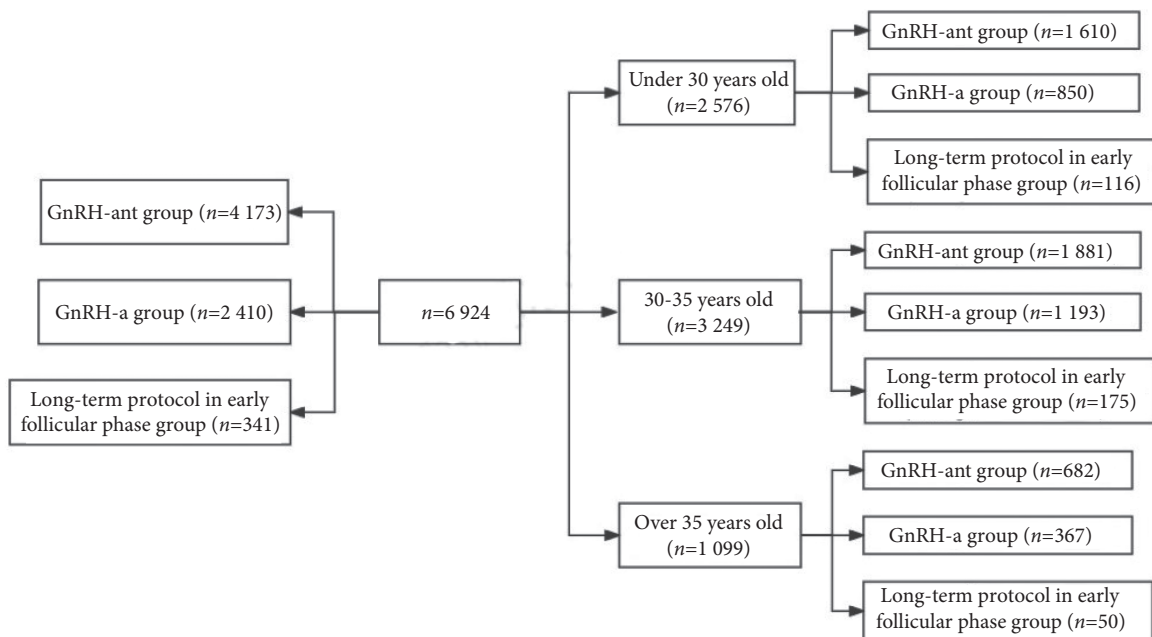 GnRH-ant group (n=4 173)
GnRH-a group (n=2 410)
Long-term protocol in early
follicular phase group (n=341)
n=6 924
Under 30 years old
(n=2 576)
GnRH-ant group (n=1 610)
GnRH-a group (n=850)
Long-term protocol in early
follicular phase group (n=116)
30-35 years old
(n=3 249)
GnRH-ant group (n=1 881)
GnRH-a group (n=1 193)
Long-term protocol in early
follicular phase group (n=175)
Over 35 years old
(n=1 099)
GnRH-ant group (n=682)
GnRH-a group (n=367)
Long-term protocol in early
follicular phase group (n=50)